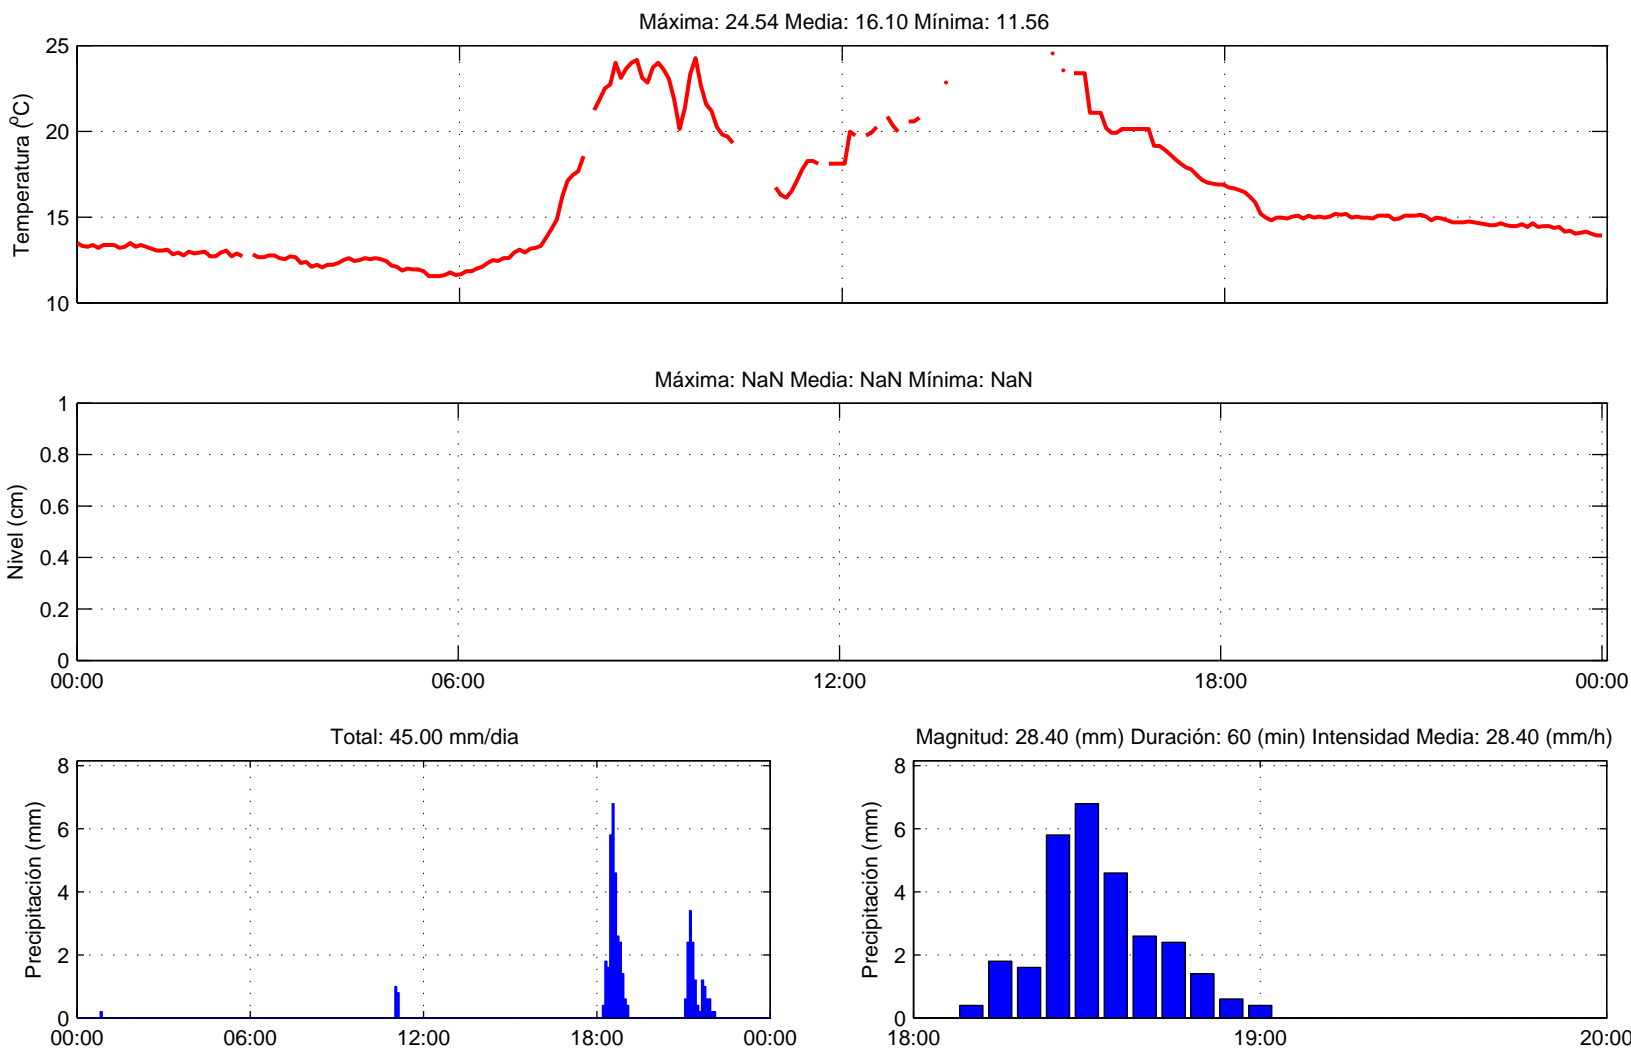 Máxima: 24.54 Media: 16.10 Mínima: 11.56
25
20
15
10
Temperatura (ºC)
Máxima: NaN Media: NaN Mínima: NaN
1
0.8
0.6
0.4
0.2
0
Nivel (cm)
00:00 06:00 12:00 18:00 00:00
Total: 45.00 mm/dia
8
6
4
2
0
Precipitación (mm)
00:00 06:00 12:00 18:00 00:00
Magnitud: 28.40 (mm) Duración: 60 (min) Intensidad Media: 28.40 (mm/h)
8
6
4
2
0
Precipitación (mm)
18:00 19:00 20:00